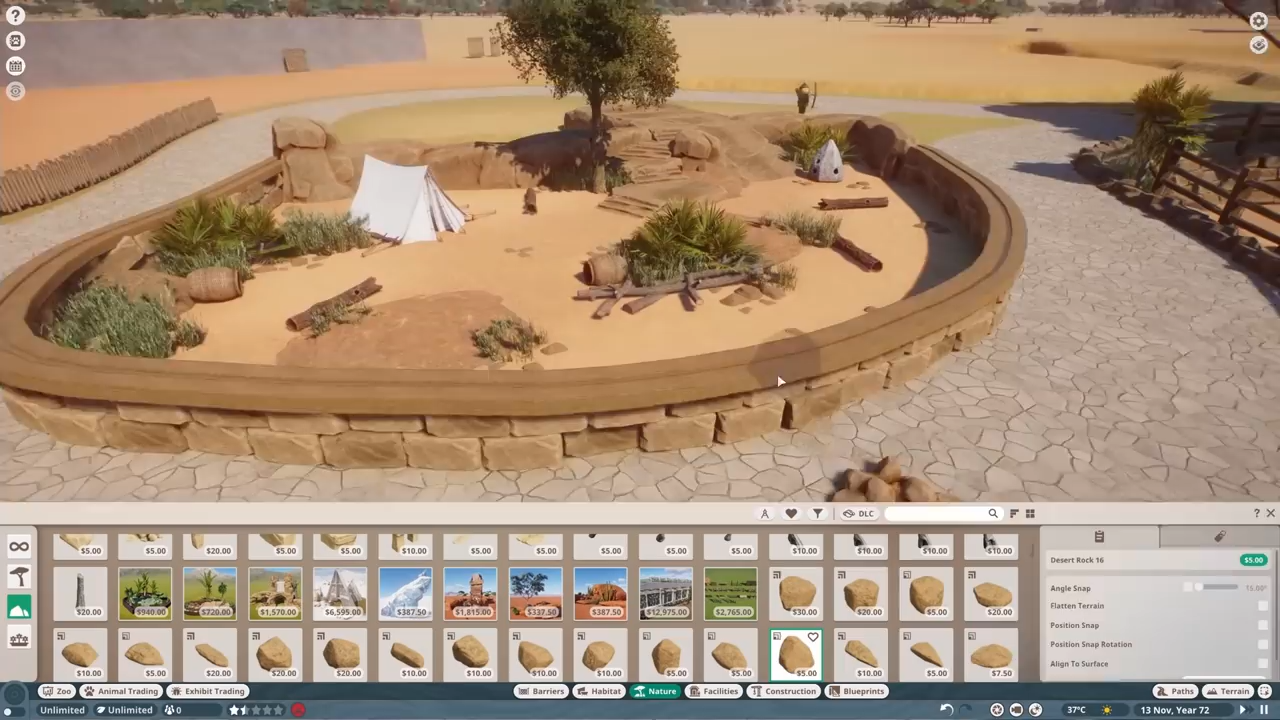 DLC
?
$5.00 $5.00 $20.00 $5.00 $5.00 $10.00 $5.00 $5.00 $5.00 $5.00 $5.00 $10.00 $10.00 $10.00 $10.00
Desert Rock 16 $5.00
$20.00 $940.00 $720.00 $1,570.00 $6,595.00 $387.50 $1,815.00 $337.50 $387.50 $12,975.00 $2,765.00 $30.00 $20.00 $5.00 $20.00
Angle Snap 15.00°
Flatten Terrain
Position Snap
Position Snap Rotation
Align To Surface
$10.00 $5.00 $5.00 $20.00 $20.00 $10.00 $10.00 $10.00 $10.00 $5.00 $5.00 $5.00 $10.00 $5.00 $7.50
Zoo Animal Trading Exhibit Trading Barriers Habitat Nature Facilities Construction Blueprints Paths Terrain
Unlimited Unlimited 0 37°C 13 Nov, Year 72